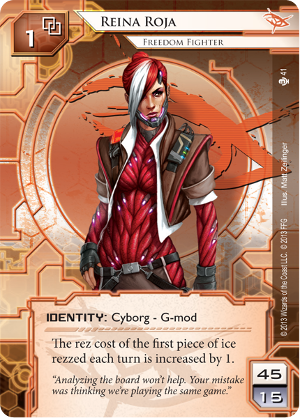 1
Reina Roja
Freedom Fighter
41
Illus. Matt Zeilinger
© 2013 Wizards of the Coast LLC. © 2013 FFG
IDENTITY: Cyborg - G-mod
The rez cost of the first piece of ice
rezzed each turn is increased by 1.
“Analyzing the board won’t help. Your mistake
was thinking we’re playing the same game.”
45
15